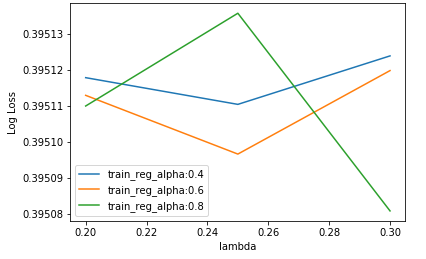 0.39513
0.39512
0.39511
0.39510
0.39509
0.39508
Log Loss
train_reg_alpha:0.4
train_reg_alpha:0.6
train_reg_alpha:0.8
0.20 0.22 0.24 0.26 0.28 0.30
lambda